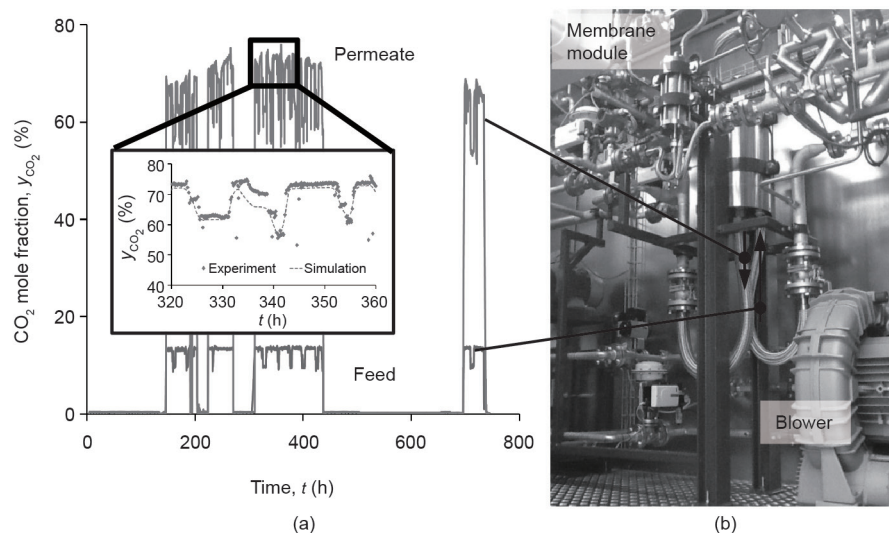 80
60
40
20
0
CO2 mole fraction, yCO2 (%)
Permeate
80
70
60
50
40
yCO2 (%)
Experiment
Simulation
320
330
340
350
360
t (h)
Feed
0
200
400
600
800
Time, t (h)
(a)
Membrane
module
Blower
(b)